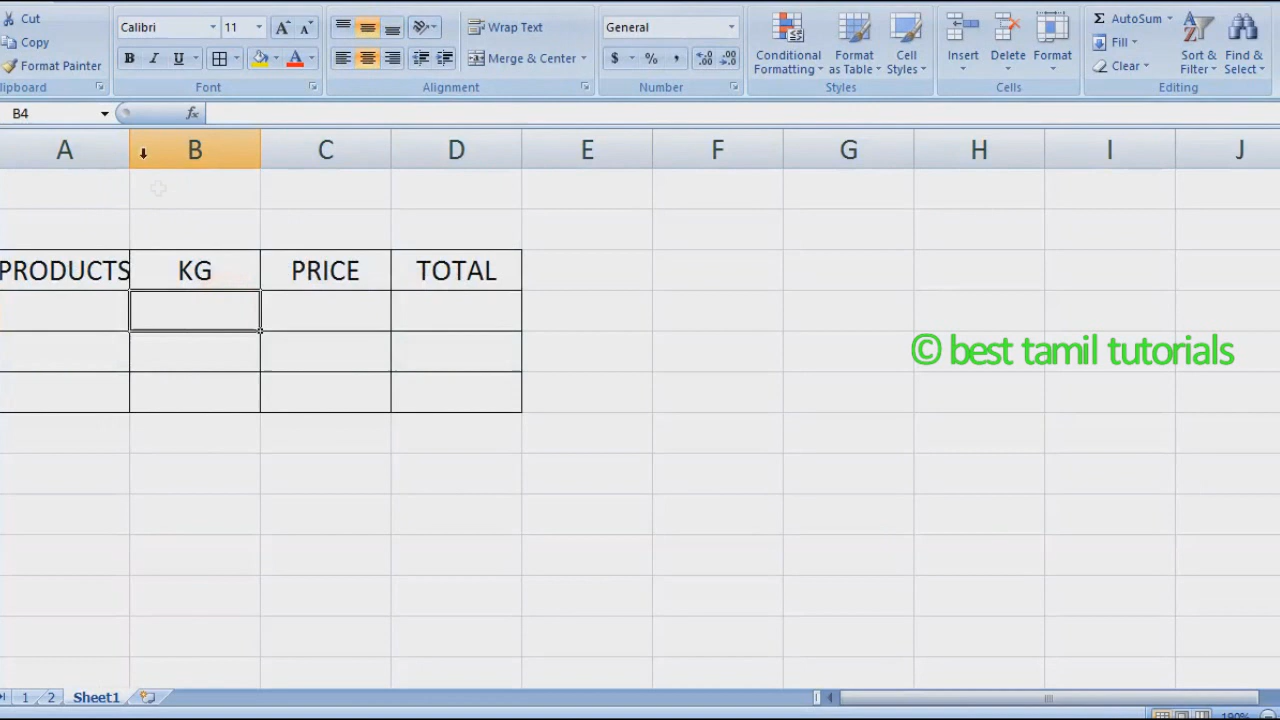 Cut
Calibri 11
Wrap Text
General
AutoSum
Copy
Fill
Format Painter
B I U
Merge & Center
$ % ,
Conditional Formatting
Format as Table
Cell Styles
Insert
Delete
Format
Clear
Sort & Filter
Find & Select
lipboard
Font
Alignment
Number
Styles
Cells
Editing
B4 fx
A B C D E F G H I J
PRODUCTS KG PRICE TOTAL
© best tamil tutorials
1 2 Sheet1
190%